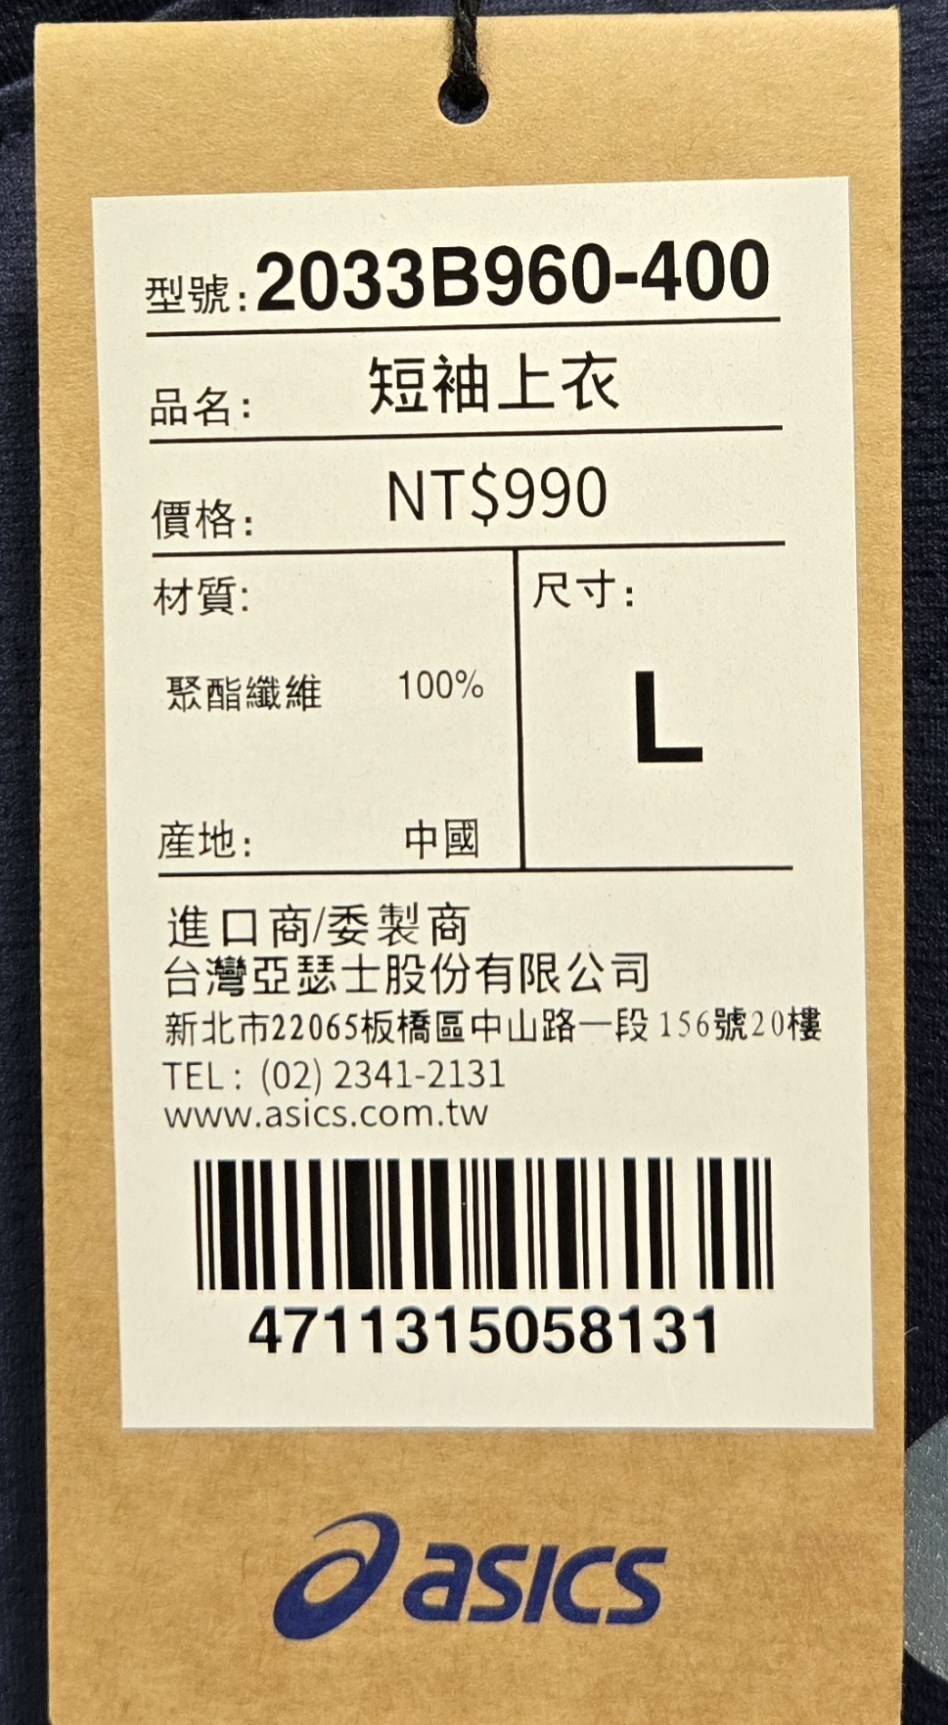 型號:2033B960-400
品名: 短袖上衣
價格: NT$990
材質:
聚酯纖維 100%
產地: 中國
尺寸:
L
進口商/委製商
台灣亞瑟士股份有限公司
新北市22065板橋區中山路一段156號20樓
TEL: (02) 2341-2131
www.asics.com.tw
4711315058131
asics